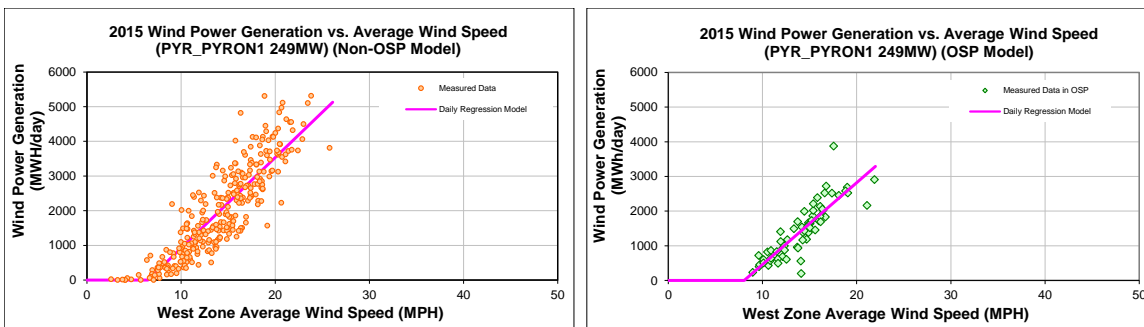 2015 Wind Power Generation vs. Average Wind Speed
(PYR_PYRON1 249MW) (Non-OSP Model)
Wind Power Generation
(MWH/day)
6000
5000
4000
3000
2000
1000
0
0 10 20 30 40 50
Measured Data
Daily Regression Model
West Zone Average Wind Speed (MPH)
2015 Wind Power Generation vs. Average Wind Speed
(PYR_PYRON1 249MW) (OSP Model)
Wind Power Generation
(MWh/day)
6000
5000
4000
3000
2000
1000
0
0 10 20 30 40 50
Measured Data in OSP
Daily Regression Model
West Zone Average Wind Speed (MPH)